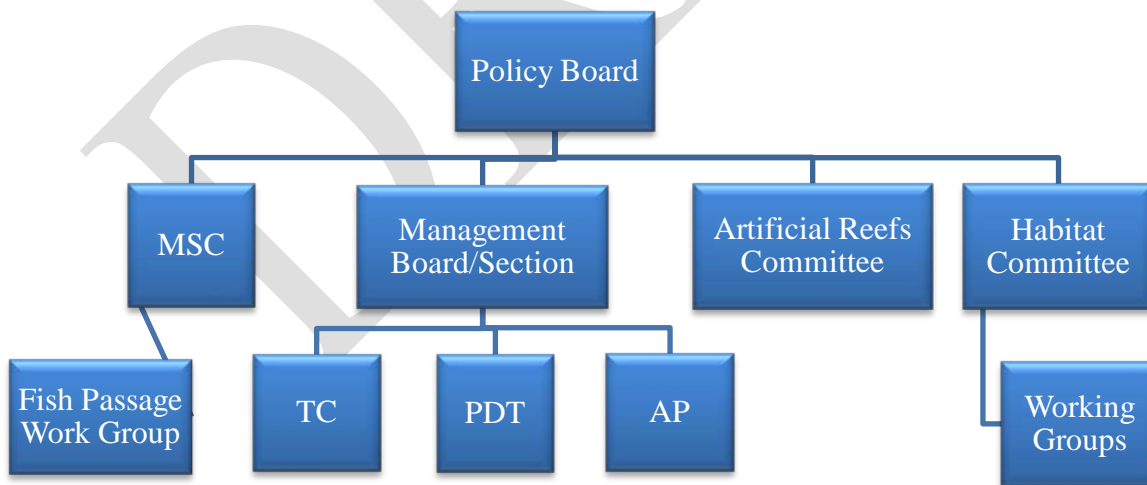 Policy Board
MSC
Management
Board/Section
Artificial Reefs
Committee
Habitat
Committee
Fish Passage
Work Group
TC
PDT
AP
Working
Groups